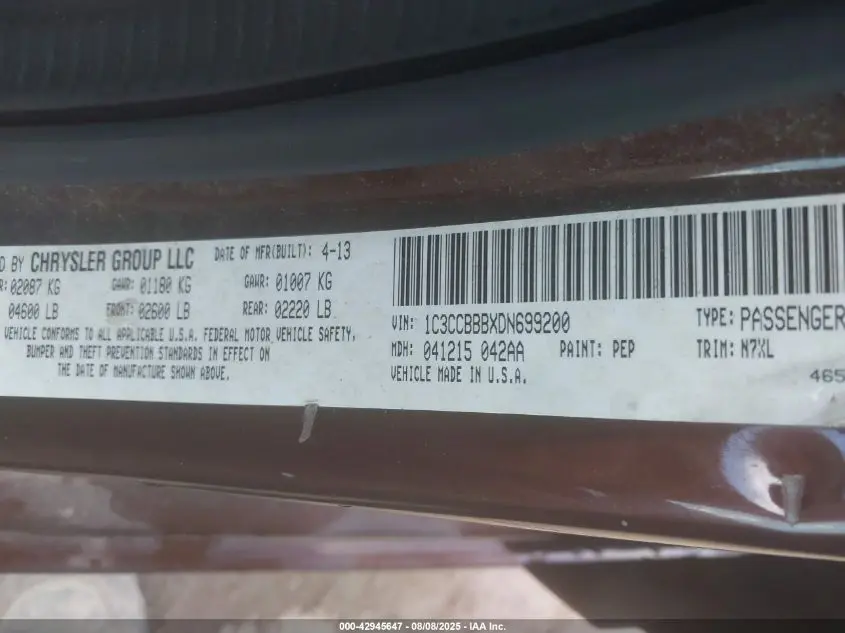 D BY CHRYSLER GROUP LLC DATE OF MFR(BUILT): 4-13
R: 02087 KG GAWR: 01180 KG GAWR: 01007 KG
04600 LB FRONT: 02600 LB REAR: 02220 LB
VEHICLE CONFORMS TO ALL APPLICABLE U.S.A. FEDERAL MOTOR VEHICLE SAFETY,
BUMPER AND THEFT PREVENTION STANDARDS IN EFFECT ON
THE DATE OF MANUFACTURE SHOWN ABOVE.
VIN: 1C3CCBBBXDN699200 TYPE: PASSENGER
MDH: 041215 042AA PAINT: PEP TRIM: N7XL
VEHICLE MADE IN U.S.A. 465
000-42945647 - 08/08/2025 - IAA Inc.